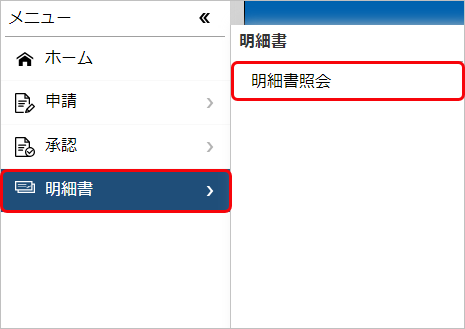 メニュー «
ホーム
申請
承認
明細書
明細書
明細書照会